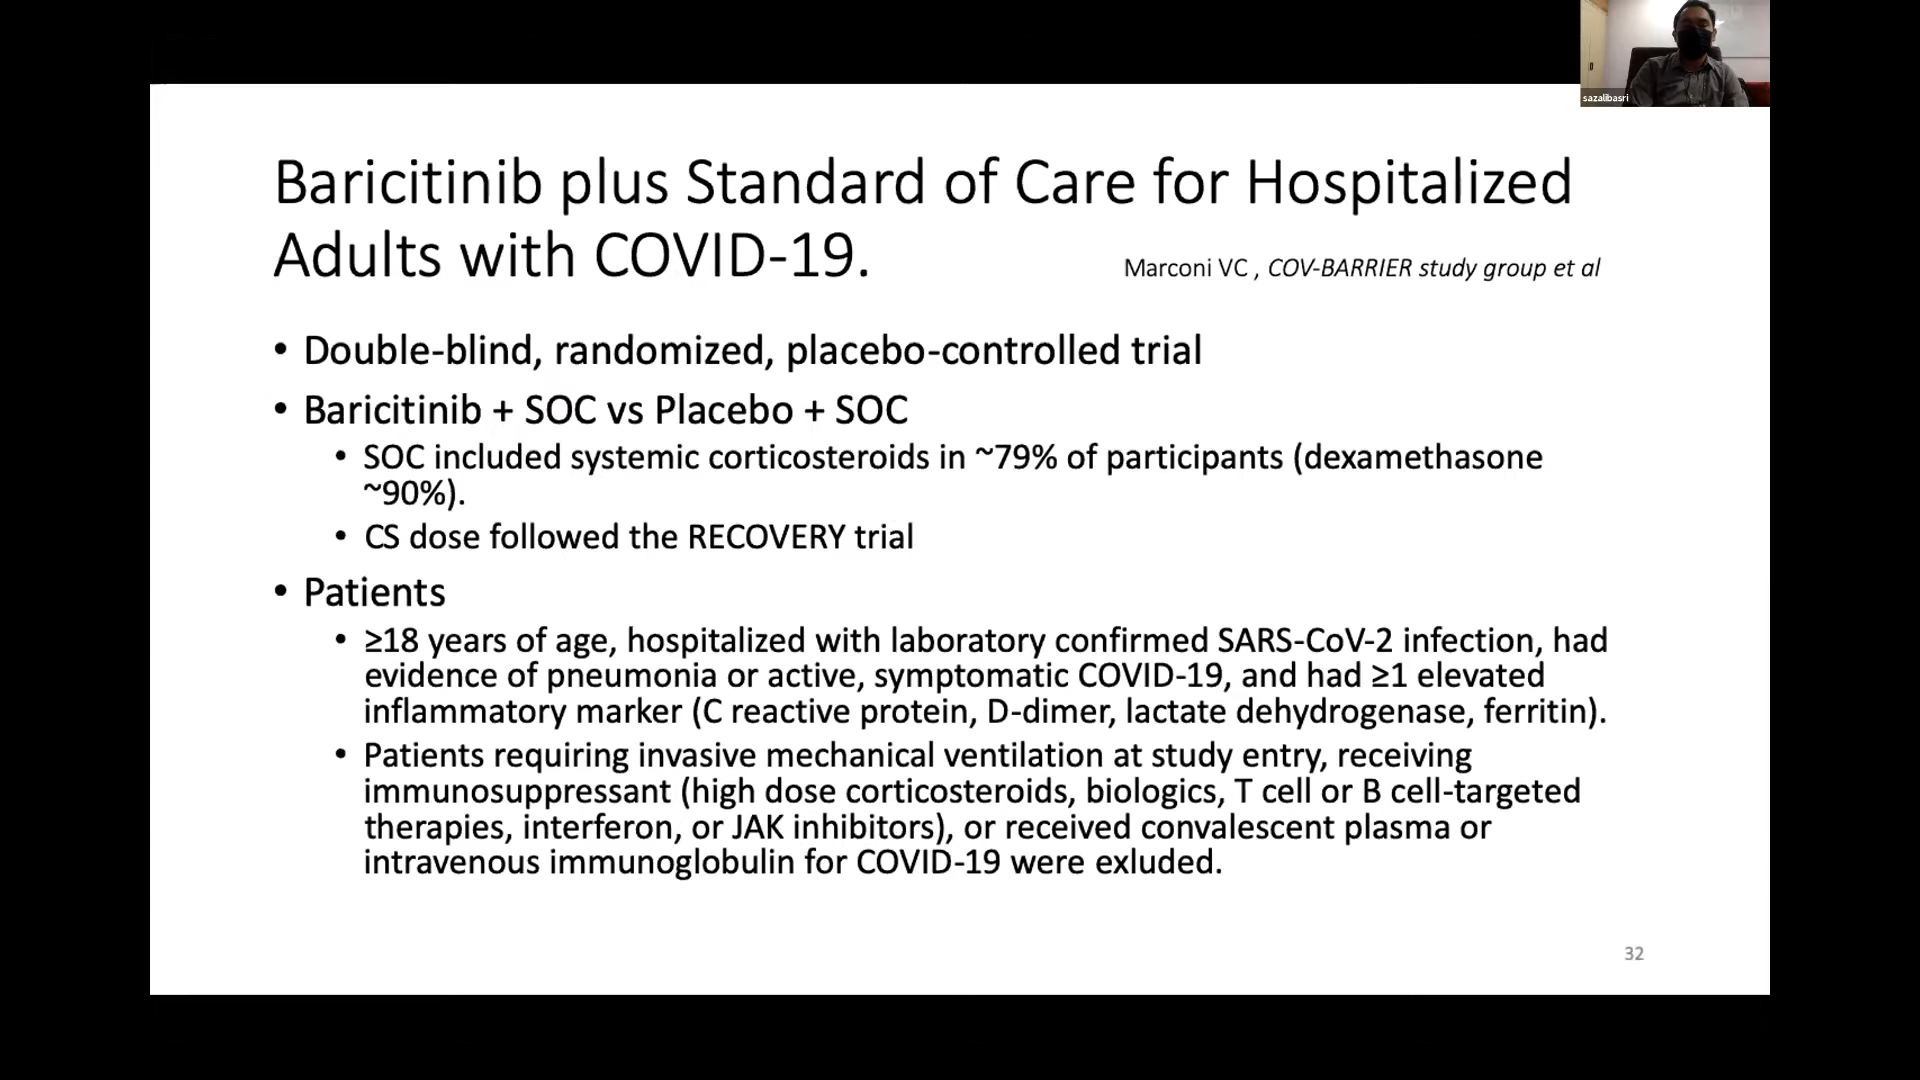 sazalibasri
Baricitinib plus Standard of Care for Hospitalized
Adults with COVID-19.
Marconi VC , COV-BARRIER study group et al
• Double-blind, randomized, placebo-controlled trial
• Baricitinib + SOC vs Placebo + SOC
• SOC included systemic corticosteroids in ~79% of participants (dexamethasone
~90%).
• CS dose followed the RECOVERY trial
• Patients
• ≥18 years of age, hospitalized with laboratory confirmed SARS-CoV-2 infection, had
evidence of pneumonia or active, symptomatic COVID-19, and had ≥1 elevated
inflammatory marker (C reactive protein, D-dimer, lactate dehydrogenase, ferritin).
• Patients requiring invasive mechanical ventilation at study entry, receiving
immunosuppressant (high dose corticosteroids, biologics, T cell or B cell-targeted
therapies, interferon, or JAK inhibitors), or received convalescent plasma or
intravenous immunoglobulin for COVID-19 were exluded.
32